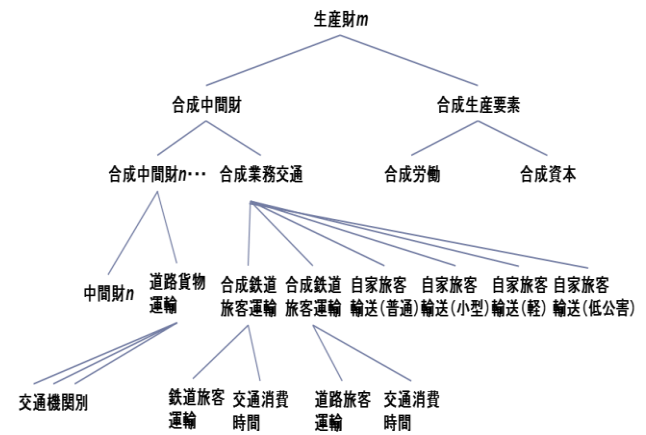 生産財m
合成中間財
合成生産要素
合成中間財n･･･
合成業務交通
合成労働
合成資本
中間財n
道路貨物
運輸
合成鉄道
旅客運輸
合成鉄道
旅客運輸
自家旅客
輸送(普通)
自家旅客
輸送(小型)
自家旅客
輸送(軽)
自家旅客
輸送(低公害)
交通機関別
鉄道旅客
運輸
交通消費
時間
道路旅客
運輸
交通消費
時間